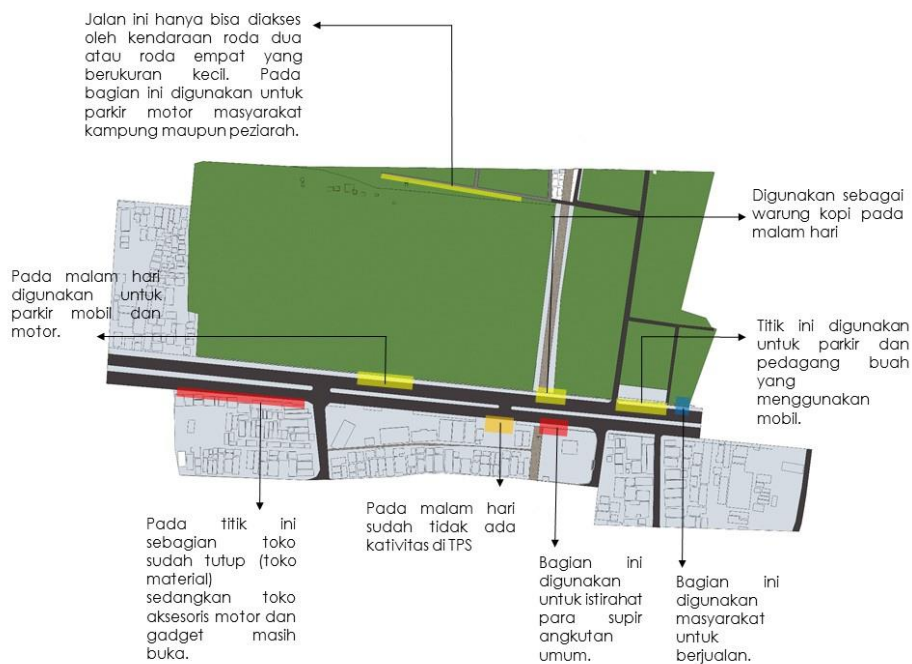 Jalan ini hanya bisa diakses
oleh kendaraan roda dua
atau roda empat yang
berukuran kecil. Pada
bagian ini digunakan untuk
parkir motor masyarakat
kampung maupun peziarah.
Digunakan sebagai
warung kopi pada
malam hari
Pada malam hari
digunakan untuk
parkir mobil dan
motor.
Titik ini digunakan
untuk parkir dan
pedagang buah
yang
menggunakan
mobil.
Pada titik ini
sebagian toko
sudah tutup (toko
material)
sedangkan toko
aksesoris motor dan
gadget masih
buka.
Pada malam hari
sudah tidak ada
kativitas di TPS
Bagian ini
digunakan
untuk istirahat
para supir
angkutan
umum.
Bagian ini
digunakan
masyarakat
untuk
berjualan.